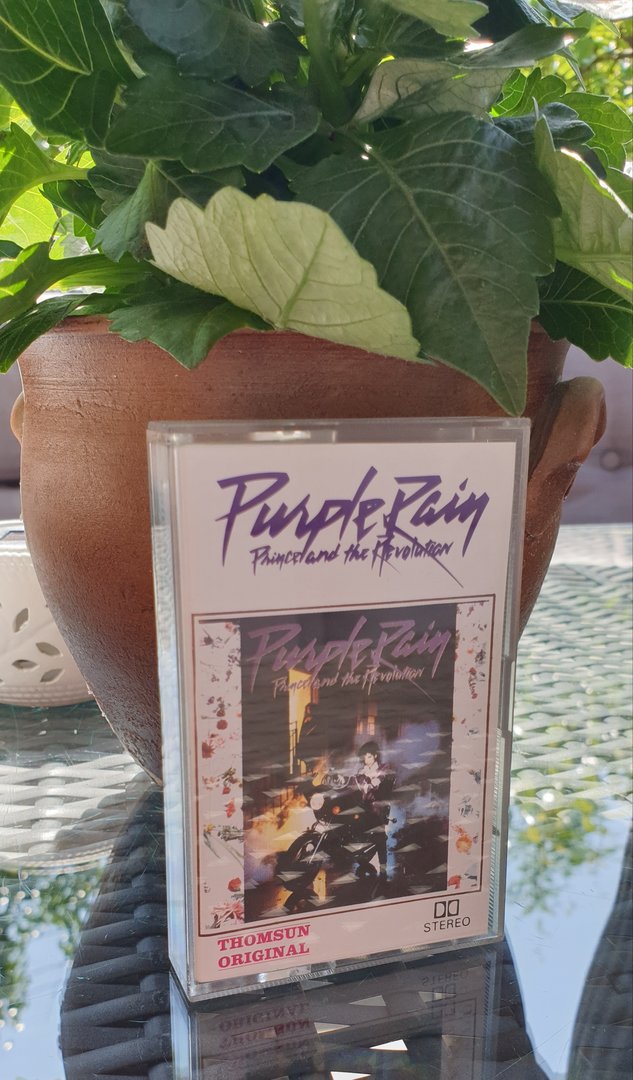 Purple Rain
Prince and the Revolution
Purple Rain
Prince and the Revolution
THOMSUN
ORIGINAL
STEREO